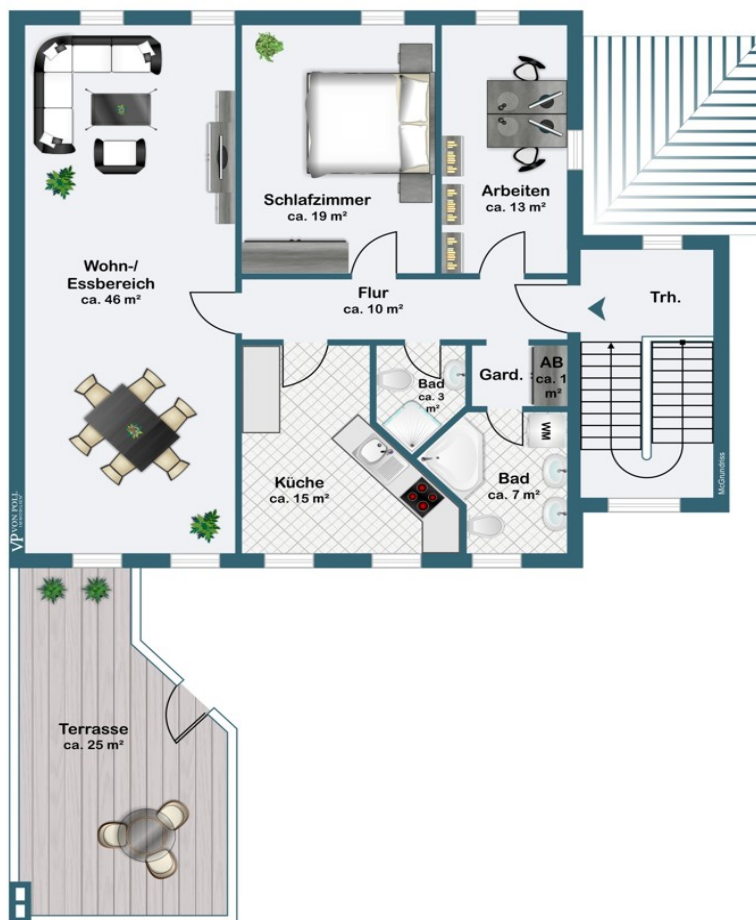 Schlafzimmer
ca. 19 m²
Arbeiten
ca. 13 m²
Wohn-/
Essbereich
ca. 46 m²
Flur
ca. 10 m²
Trh.
Bad
ca. 3
m²
Gard.
AB
ca. 1
m²
WM
Küche
ca. 15 m²
Bad
ca. 7 m²
McGrundriss
VP VON POLL
IMMOBILIEN
Terrasse
ca. 25 m²